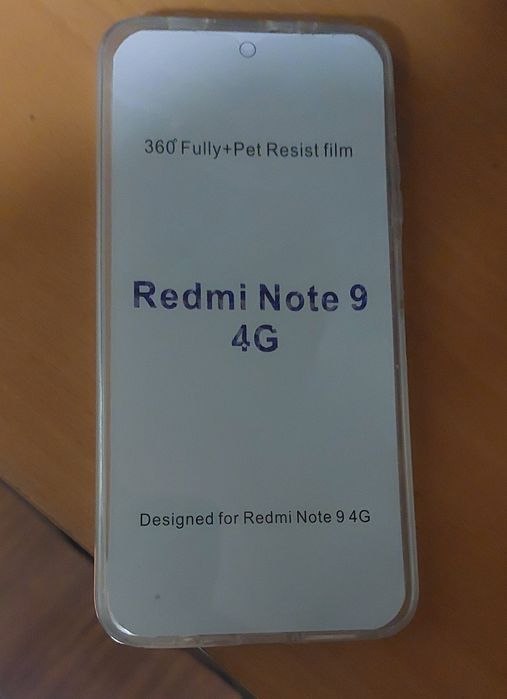 360° Fully+Pet Resist film
Redmi Note 9
4G
Designed for Redmi Note 9 4G